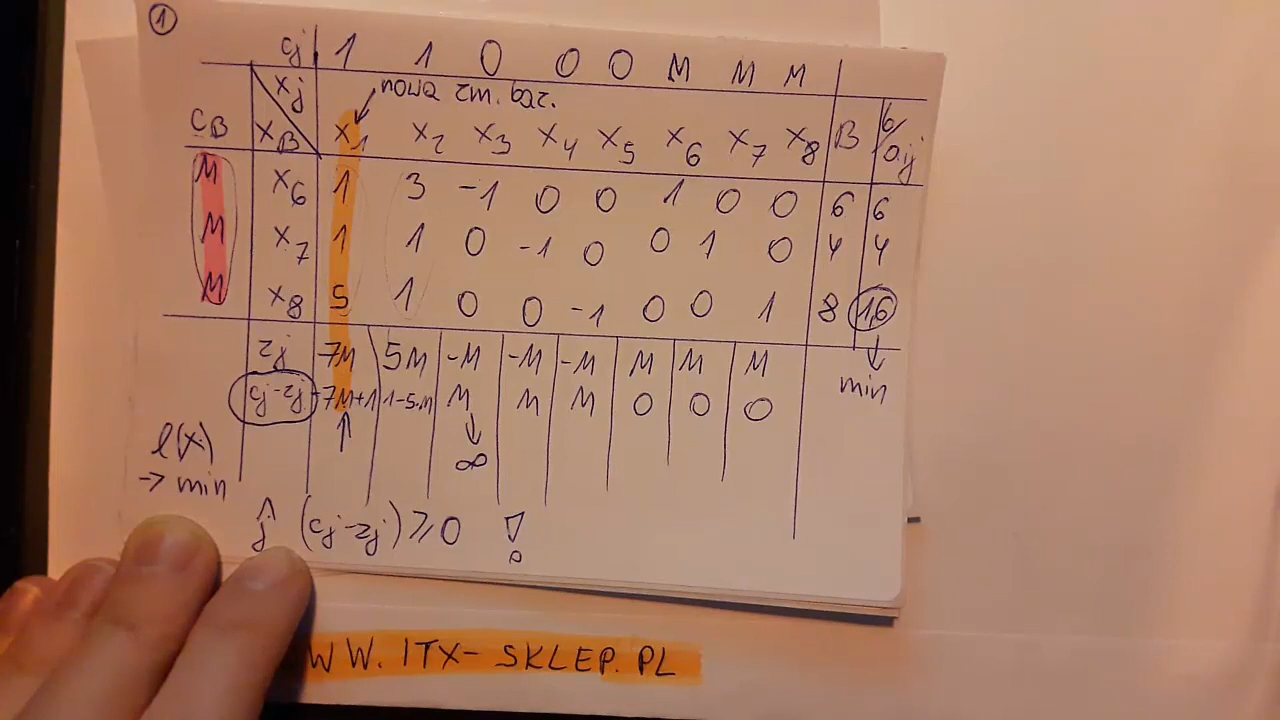 1
cj 1 1 0 0 0 M M M
xj nowa zm. baz.
CB xB x1 x2 x3 x4 x5 x6 x7 x8 B b/aij
M x6 1 3 -1 0 0 1 0 0 6 6
M x7 1 1 0 -1 0 0 1 0 4 4
M x8 5 1 0 0 -1 0 0 1 8 1,6
zj 7M 5M -M -M -M M M M ↓
cj-zj -7M+1 1-5M M M M 0 0 0 min
↑ ↓
l(x) ∞
→ min
∧j (cj-zj) ≥ 0 !
WWW.ITX-SKLEP.PL